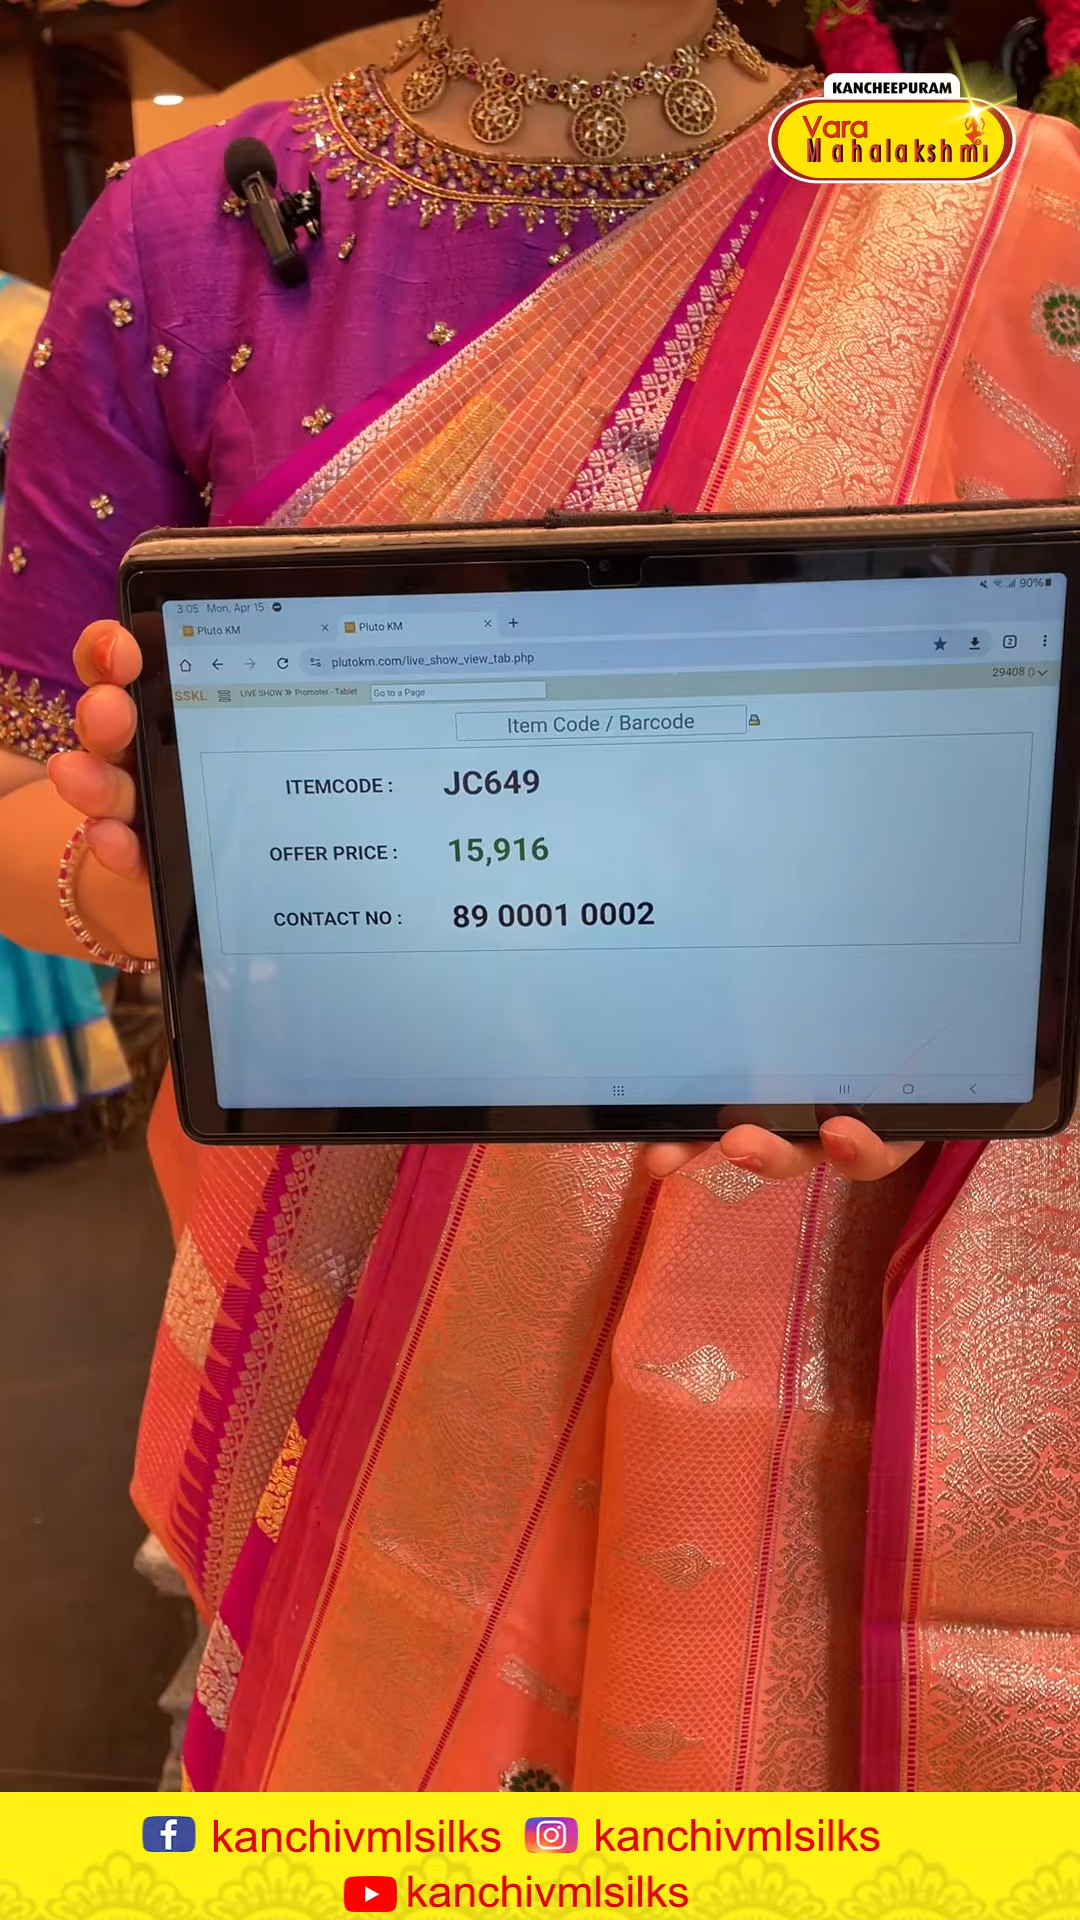 KANCHEEPURAM
Vara
Mahalakshmi
3:05 Mon, Apr 15
90%
Pluto KM
Pluto KM
plutokm.com/live_show_view_tab.php
2
29408 ()
SSKL
LIVE SHOW » Promoter - Tablet
Go to a Page
Item Code / Barcode
ITEMCODE : JC649
OFFER PRICE : 15,916
CONTACT NO : 89 0001 0002
kanchivmlsilks kanchivmlsilks
kanchivmlsilks